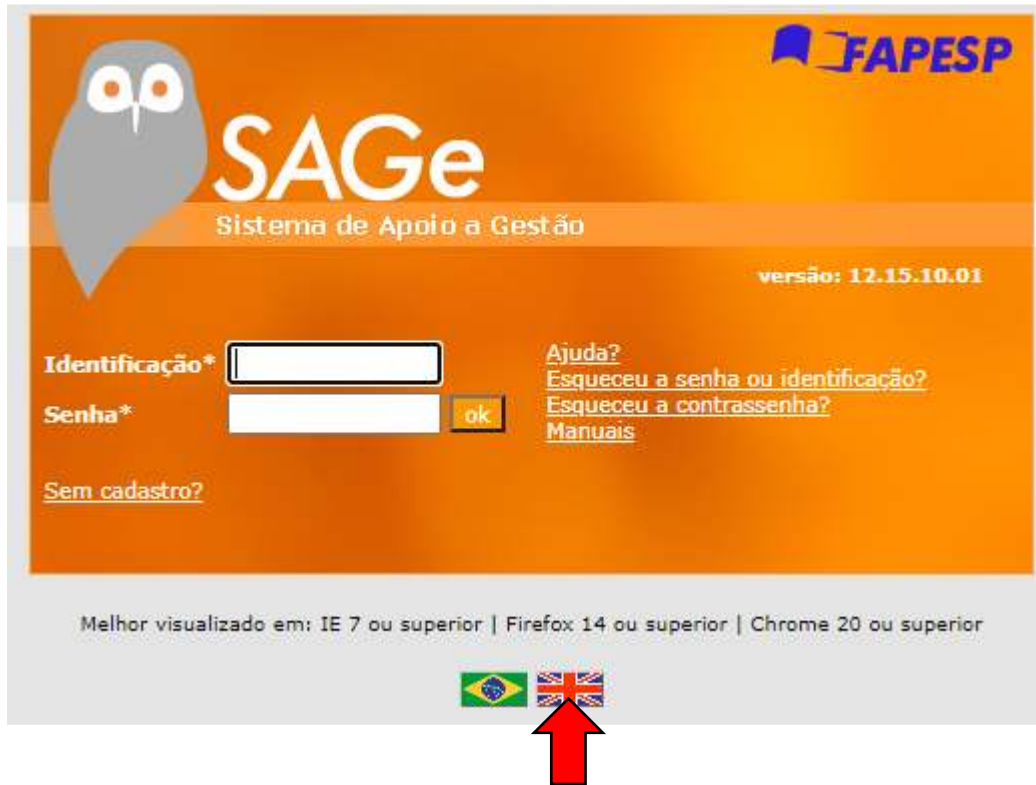 FAPESP
SAGe
Sistema de Apoio a Gestão
versão: 12.15.10.01
Identificação*
Senha*
ok
Sem cadastro?
Ajuda?
Esqueceu a senha ou identificação?
Esqueceu a contrassenha?
Manuais
Melhor visualizado em: IE 7 ou superior | Firefox 14 ou superior | Chrome 20 ou superior